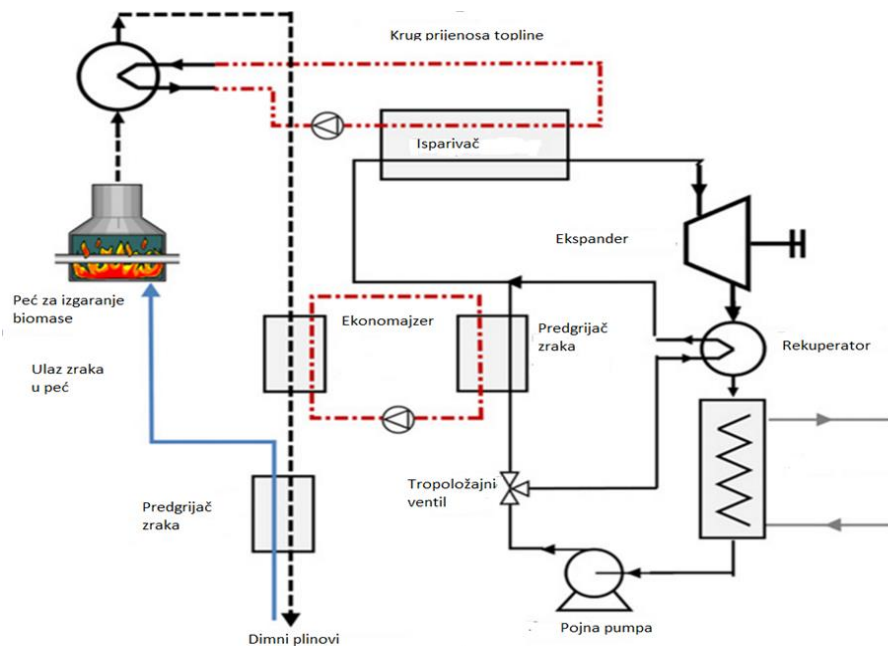 Krug prijenosa topline
Isparivač
Ekspander
Peć za izgaranje
biomase
Ekonomajzer
Predgrijač
zraka
Rekuperator
Ulaz zraka
u peć
Tropoložajni
ventil
Predgrijač
zraka
Pojna pumpa
Dimni plinovi